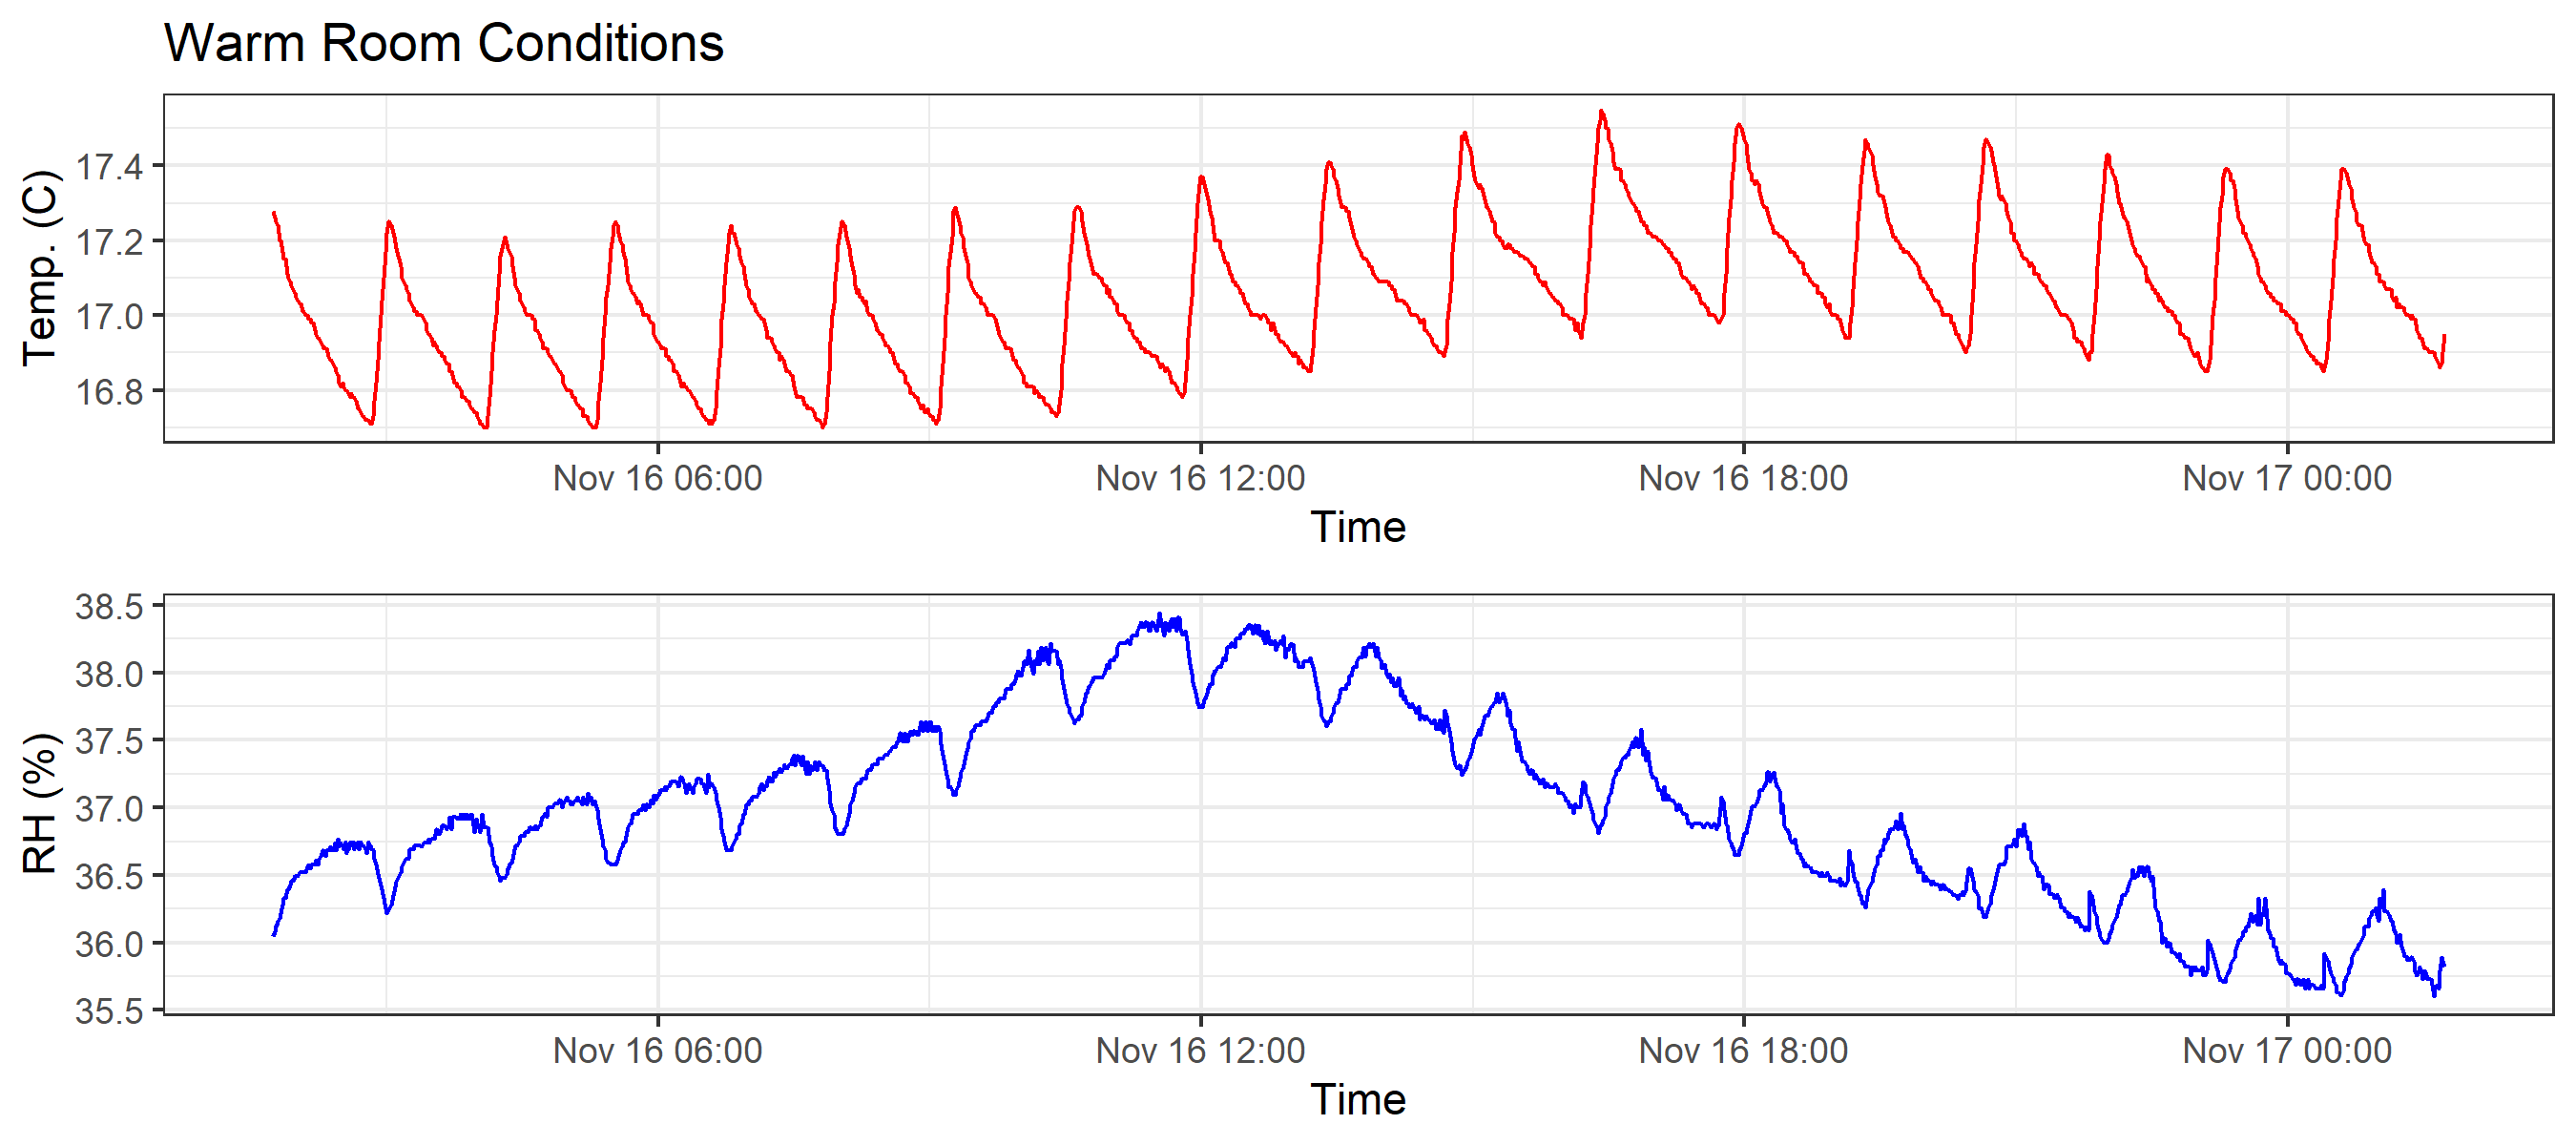 Warm Room Conditions
Temp. (C)
17.4
17.2
17.0
16.8
Nov 16 06:00 Nov 16 12:00 Nov 16 18:00 Nov 17 00:00
Time
RH (%)
38.5
38.0
37.5
37.0
36.5
36.0
35.5
Nov 16 06:00 Nov 16 12:00 Nov 16 18:00 Nov 17 00:00
Time